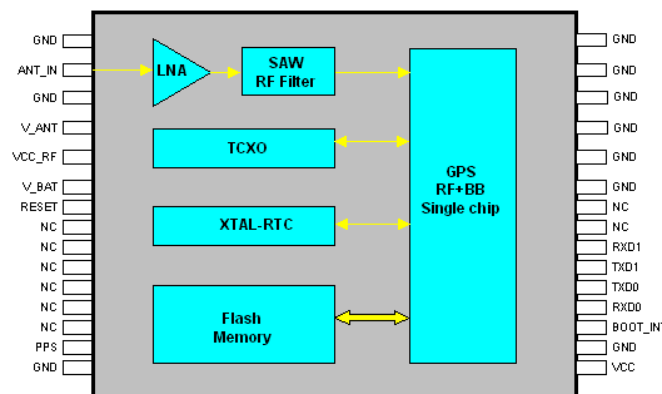 GND
ANT_IN
GND
V_ANT
VCC_RF
V_BAT
RESET
NC
NC
NC
NC
NC
NC
PPS
GND
LNA
SAW
RF Filter
TCXO
XTAL-RTC
Flash
Memory
GPS
RF+BB
Single chip
GND
GND
GND
GND
GND
GND
NC
NC
RXD1
TXD1
TXD0
RXD0
BOOT_INT
GND
VCC